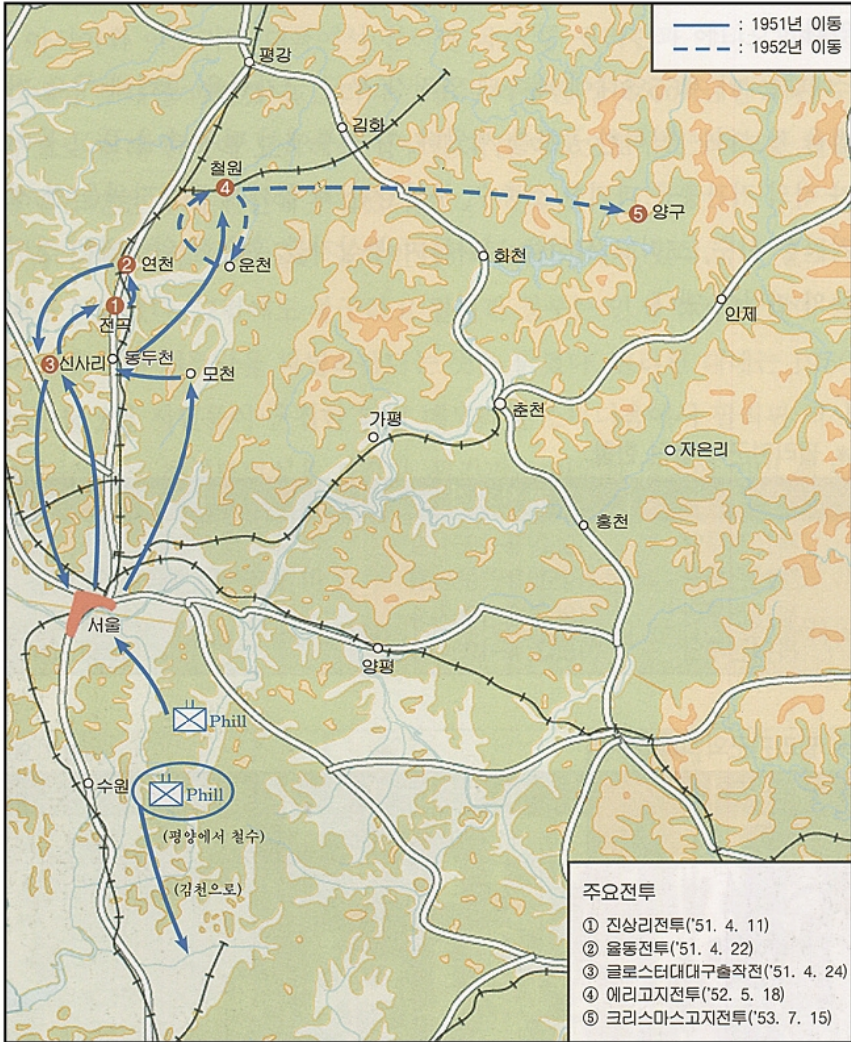 : 1951년 이동
: 1952년 이동
평강
김화
철원
④
⑤ 양구
② 연천
운천
화천
① 
전곡
인제
③ 신사리
동두천
모천
가평
춘천
자은리
홍천
서울
양평
Phill
수원
Phill
(평양에서 철수)
(김천으로)
주요전투
① 진상리전투('51. 4. 11)
② 율동전투('51. 4. 22)
③ 글로스터대대구출작전('51. 4. 24)
④ 에리고지전투('52. 5. 18)
⑤ 크리스마스고지전투('53. 7. 15)